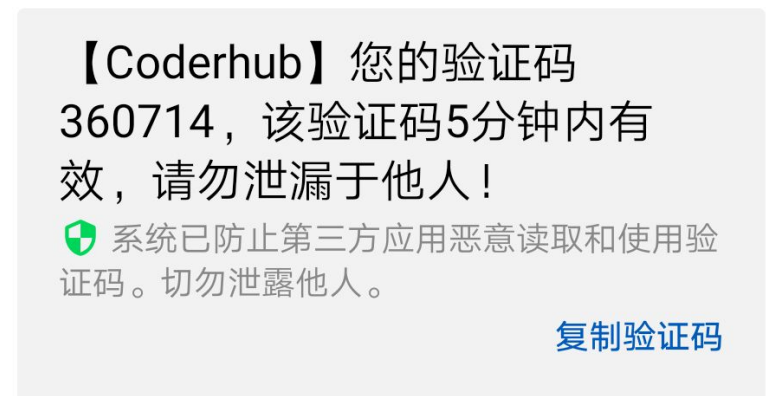 【Coderhub】您的验证码
360714，该验证码5分钟内有
效，请勿泄漏于他人！
系统已防止第三方应用恶意读取和使用验
证码。切勿泄露他人。
复制验证码